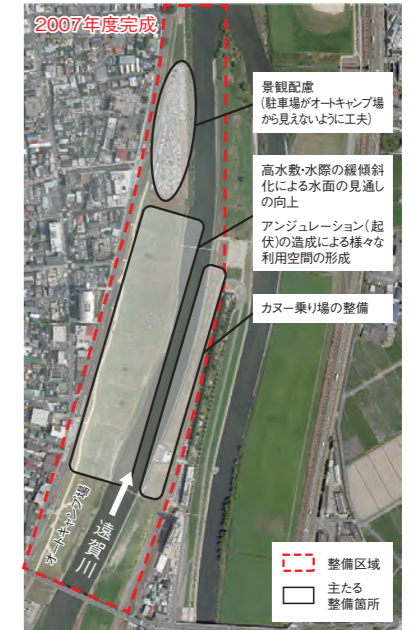 2007年度完成
景観配慮
(駐車場がオートキャンプ場
から見えないように工夫)
高水敷・水際の緩傾斜
化による水面の見通し
の向上
アンジュレーション(起
伏)の造成による様々な
利用空間の形成
カヌー乗り場の整備
オートキャンプ場
遠賀川
整備区域
主たる
整備箇所